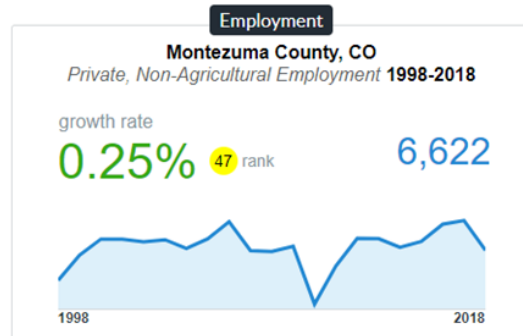 Employment
Montezuma County, CO
Private, Non-Agricultural Employment 1998-2018
growth rate
0.25% 47 rank 6,622
1998 2018